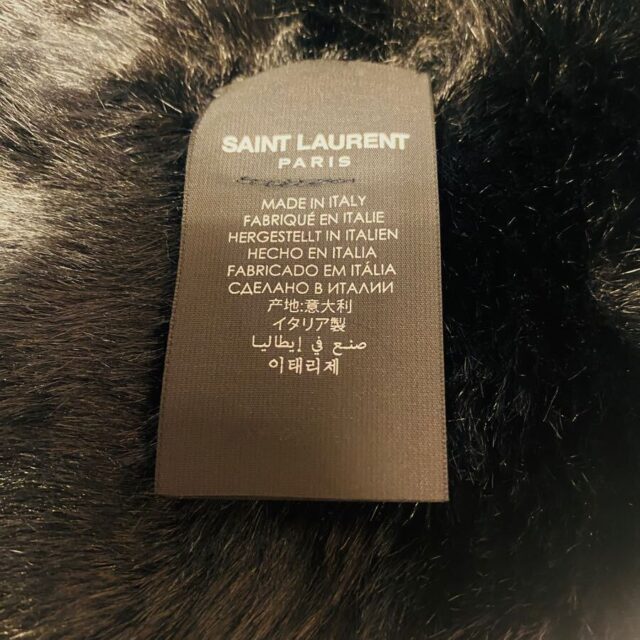 SAINT LAURENT
PARIS
MADE IN ITALY
FABRIQUÉ EN ITALIE
HERGESTELLT IN ITALIEN
HECHO EN ITALIA
FABRICADO EM ITÁLIA
СДЕЛАНО В ИТАЛИИ
产地:意大利
イタリア製
صنع في إيطاليا
이태리제